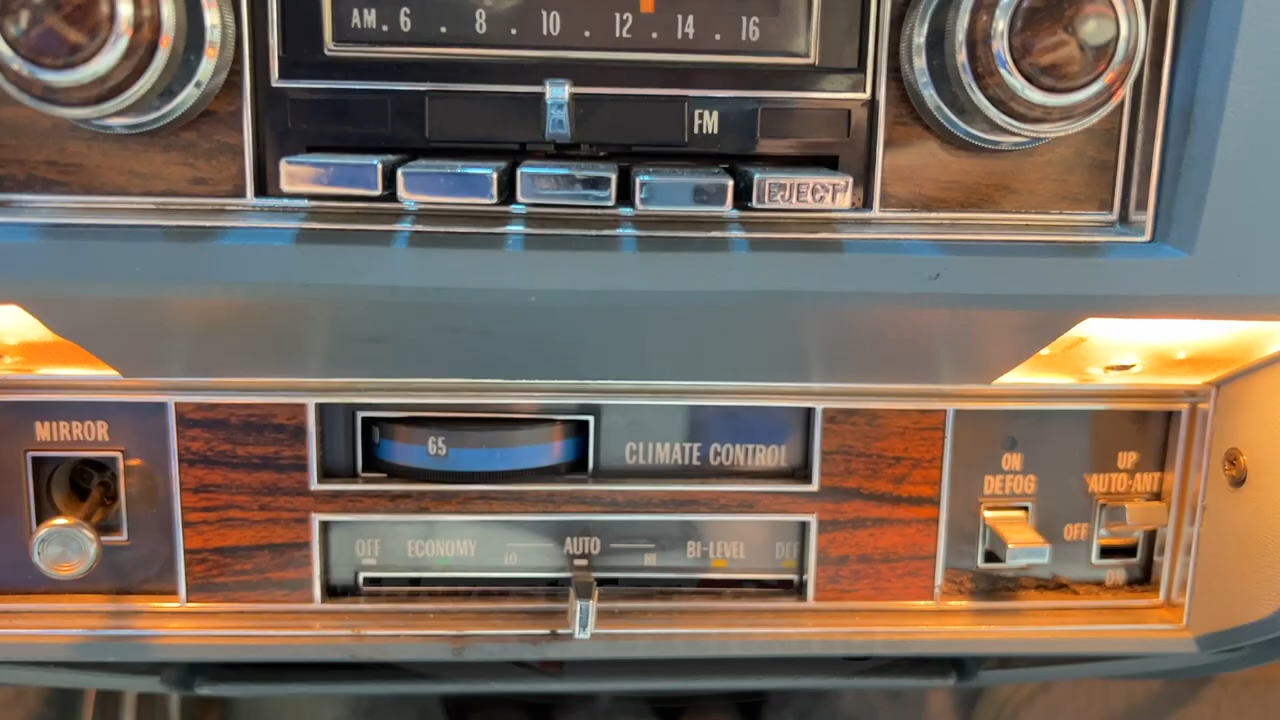 AM. 6 . 8 . 10 . 12 . 14 . 16
FM
EJECT
MIRROR
65
CLIMATE CONTROL
OFF ECONOMY LO AUTO HI BI-LEVEL DEF
ON
DEFOG
UP
AUTO-ANT
OFF
DN